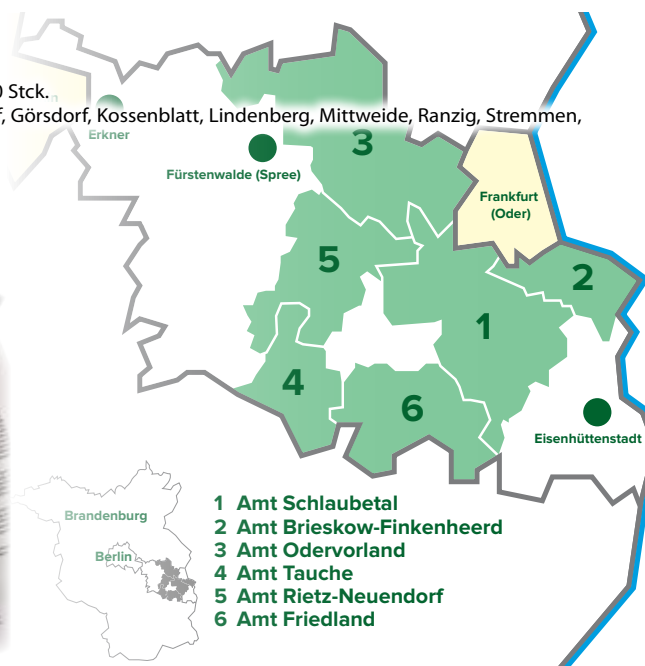 0 Stck.
f, Görsdorf, Kossenblatt, Lindenberg, Mittweide, Ranzig, Stremmen,
Erkner
3
Fürstenwalde (Spree)
Frankfurt
(Oder)
5
2
1
4
6
Eisenhüttenstadt
Brandenburg
Berlin
1 Amt Schlaubetal
2 Amt Brieskow-Finkenheerd
3 Amt Odervorland
4 Amt Tauche
5 Amt Rietz-Neuendorf
6 Amt Friedland